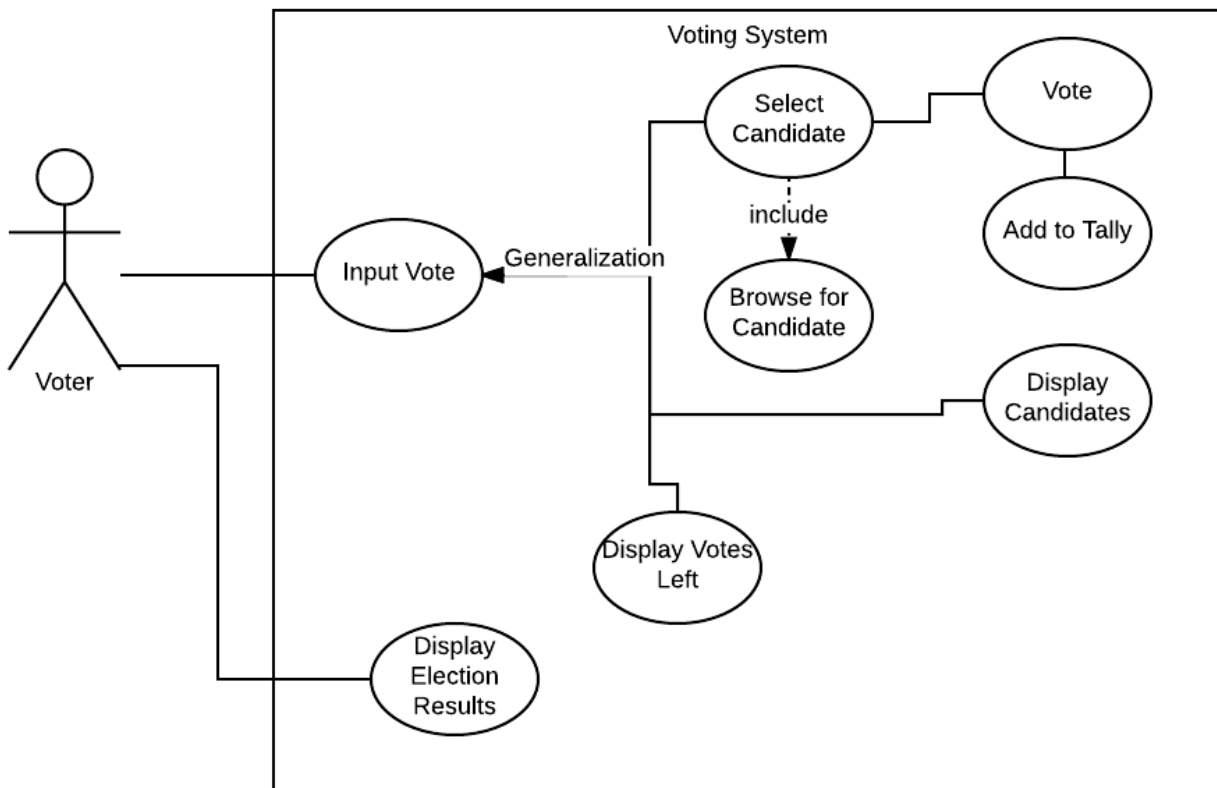 Voting System
Select
Candidate
Vote
include
Add to Tally
Generalization
Input Vote
Browse for
Candidate
Voter
Display
Candidates
Display Votes
Left
Display
Election
Results